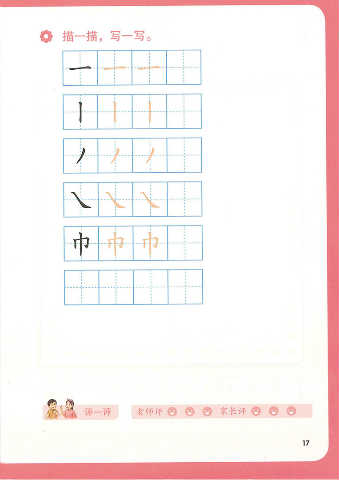 描一描，写一写。
一 一 一
丨 丨 丨
丿 丿 丿
㇏ ㇏ ㇏
巾 巾 巾
评一评 老师评 家长评
17